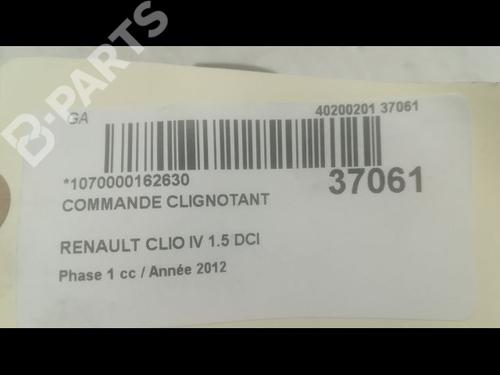 GA
40200201 37061
*1070000162630
37061
COMMANDE CLIGNOTANT
RENAULT CLIO IV 1.5 DCI
Phase 1 cc / Année 2012
B-PARTS